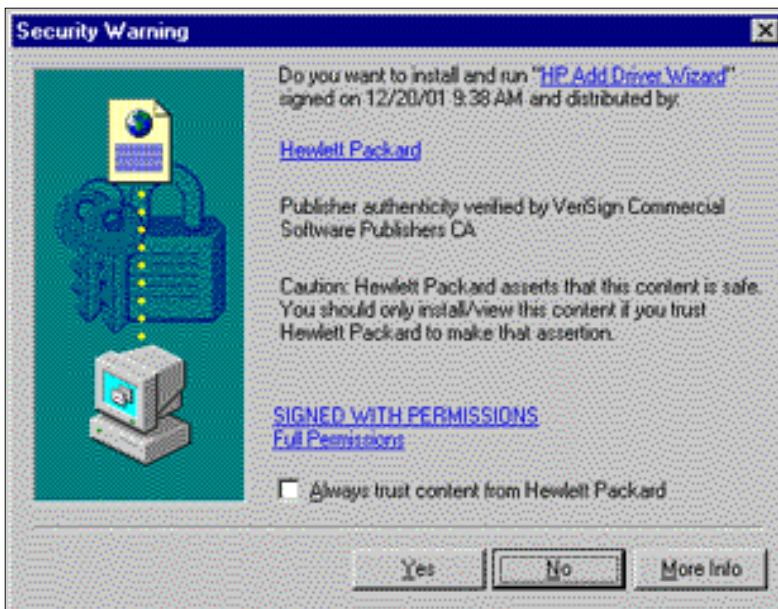 Security Warning
Do you want to install and run "HP Add Driver Wizard"
signed on 12/20/01 9:38 AM and distributed by:
Hewlett Packard
Publisher authenticity verified by VeriSign Commercial
Software Publishers CA
Caution: Hewlett Packard asserts that this content is safe.
You should only install/view this content if you trust
Hewlett Packard to make that assertion.
SIGNED WITH PERMISSIONS
Full Permissions
Always trust content from Hewlett Packard
Yes
No
More Info